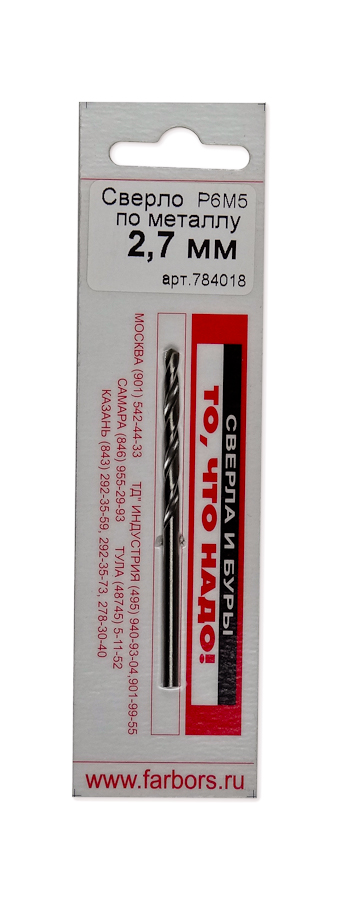 Сверло Р6М5
по металлу
2,7 мм
арт.784018
СВЕРЛА И БУРЫ
ТО, ЧТО НАДО!
МОСКВА (901) 542-44-33 ТД" ИНДУСТРИЯ (495) 940-93-04,901-99-55
САМАРА (846) 955-29-93 ТУЛА (48745) 5-11-52
КАЗАНЬ (843) 292-35-59, 292-35-73, 278-30-40
www.farbors.ru